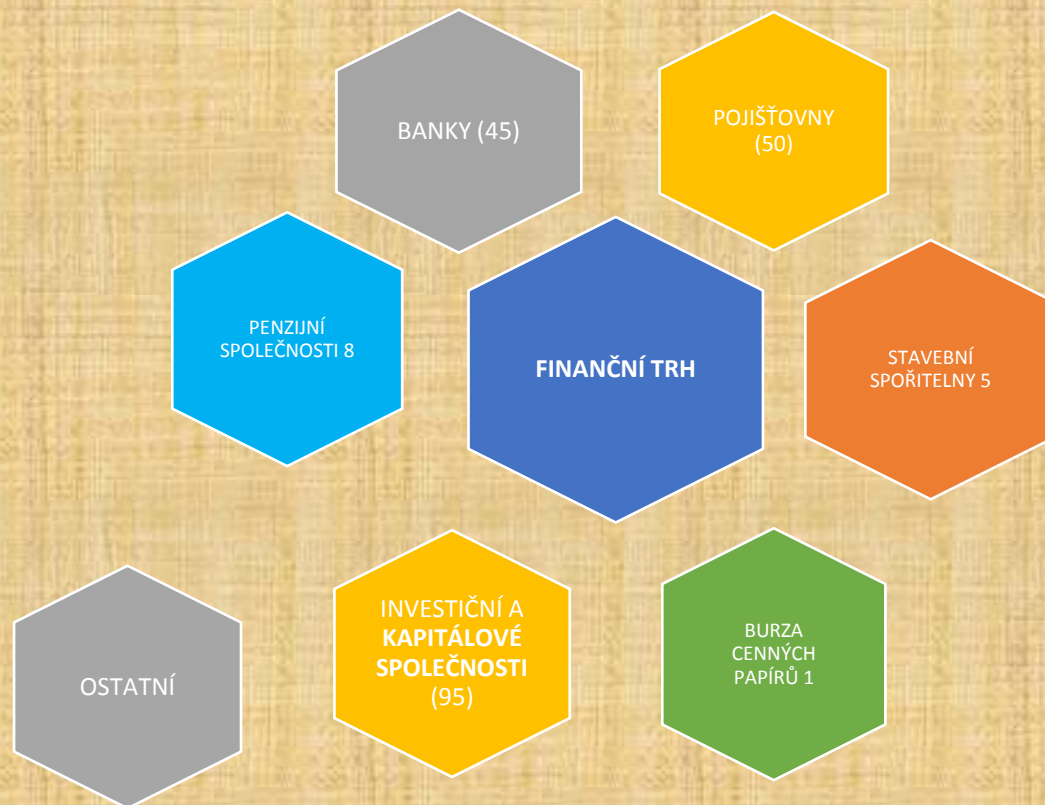 BANKY (45)
POJIŠŤOVNY
(50)
PENZIJNÍ
SPOLEČNOSTI 8
FINANČNÍ TRH
STAVEBNÍ
SPOŘITELNY 5
OSTATNÍ
INVESTIČNÍ A
KAPITÁLOVÉ
SPOLEČNOSTI
(95)
BURZA
CENNÝCH
PAPÍRŮ 1